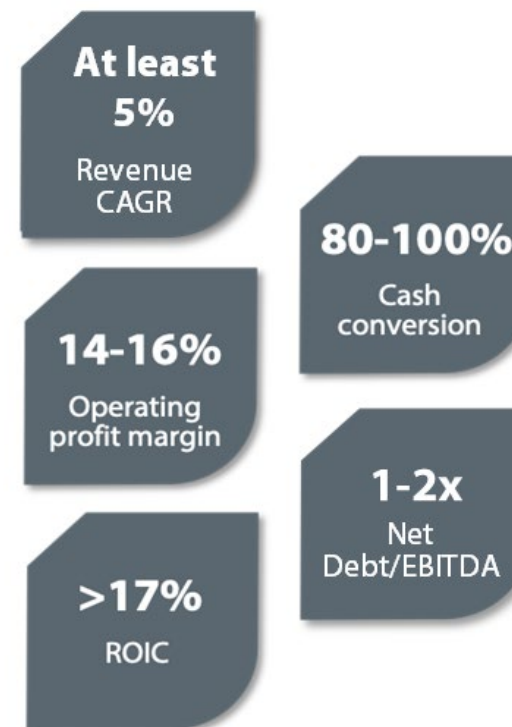 At least
5%
Revenue
CAGR
14-16%
Operating
profit margin
>17%
ROIC
80-100%
Cash
conversion
1-2x
Net
Debt/EBITDA